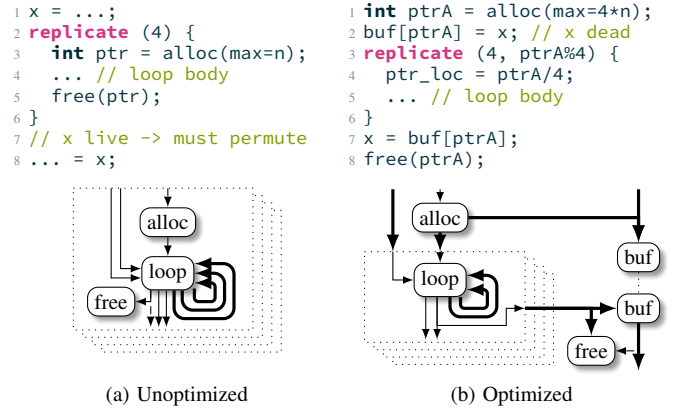 1 x = ...;
2 replicate (4) {
3 int ptr = alloc(max=n);
4 ... // loop body
5 free(ptr);
6 }
7 // x live -> must permute
8 ... = x;
alloc
loop
free
(a) Unoptimized
1 int ptrA = alloc(max=4*n);
2 buf[ptrA] = x; // x dead
3 replicate (4, ptrA%4) {
4 ptr_loc = ptrA/4;
5 ... // loop body
6 }
7 x = buf[ptrA];
8 free(ptrA);
alloc
buf
loop
buf
free
(b) Optimized